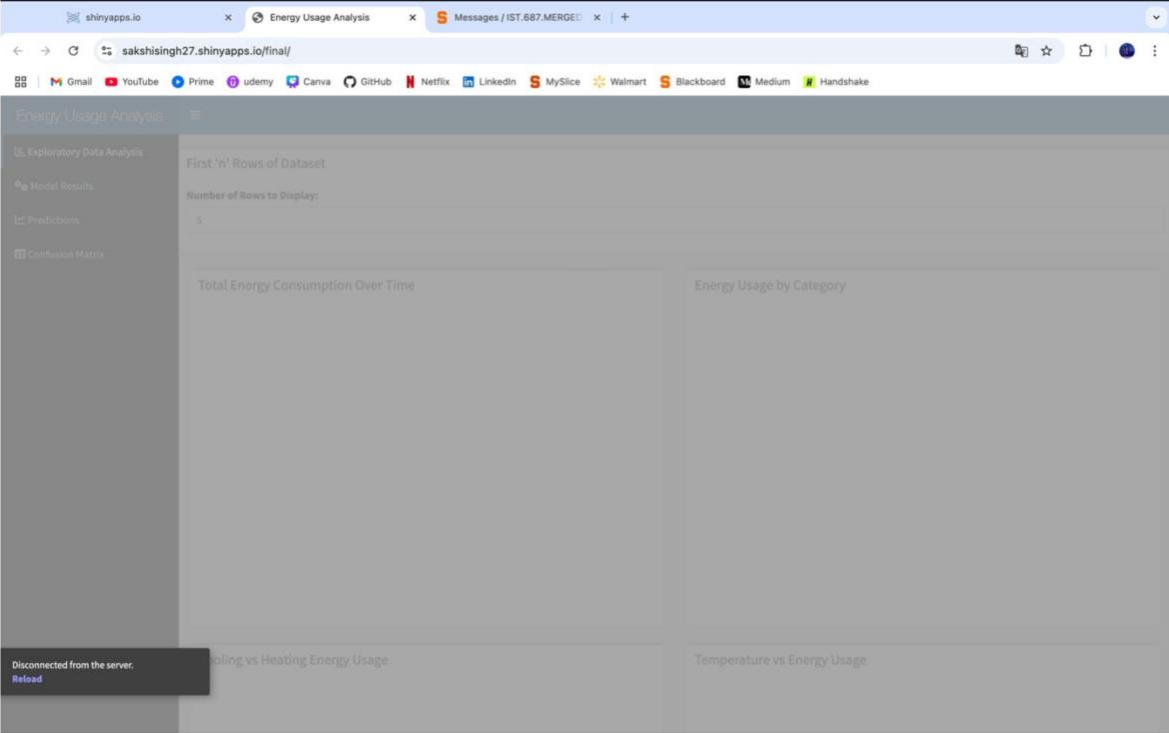 shinyapps.io
Energy Usage Analysis
Messages / IST.687.MERGED
sakshisingh27.shinyapps.io/final/
Gmail YouTube Prime udemy Canva GitHub Netflix LinkedIn MySlice Walmart Blackboard Medium Handshake
Energy Usage Analysis
Exploratory Data Analysis
Model Results
Predictions
Confusion Matrix
First 'n' Rows of Dataset
Number of Rows to Display:
5
Total Energy Consumption Over Time
Energy Usage by Category
ooling vs Heating Energy Usage
Temperature vs Energy Usage
Disconnected from the server.
Reload